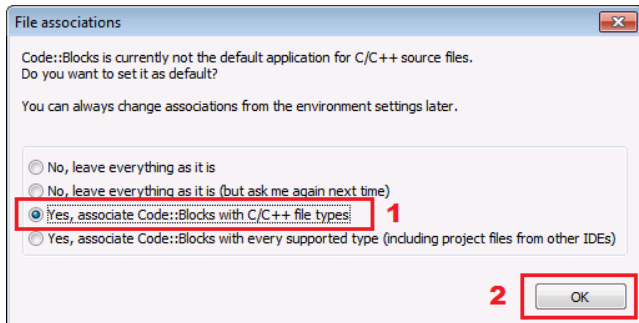 File associations
Code::Blocks is currently not the default application for C/C++ source files.
Do you want to set it as default?
You can always change associations from the environment settings later.
No, leave everything as it is
No, leave everything as it is (but ask me again next time)
Yes, associate Code::Blocks with C/C++ file types 1
Yes, associate Code::Blocks with every supported type (including project files from other IDEs)
2 OK